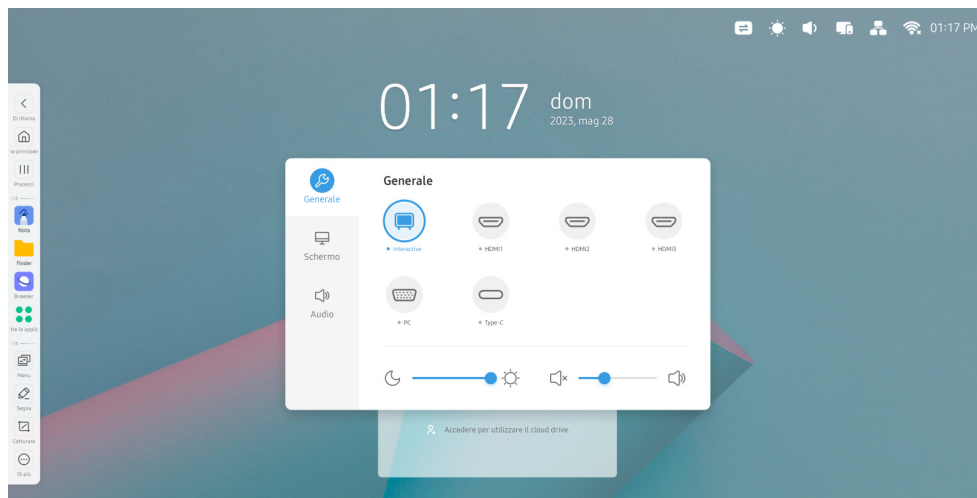 01:17 PM
01:17
dom
2023, mag 28
Di ritorno
Processi
Nota
Finder
Browser
Menu
Segna
Catturare
Di più
Generale
Schermo
Audio
Generale
Interactive
HDMI1
HDMI2
HDMI3
PC
Type-C
Accedere per utilizzare il cloud drive.